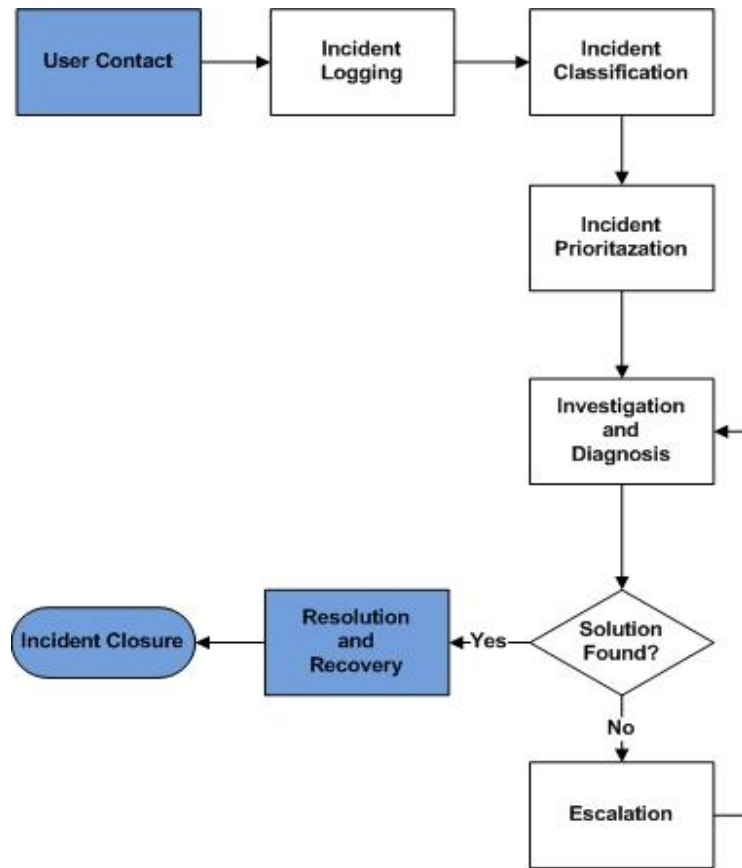 User Contact
Incident
Logging
Incident
Classification
Incident
Prioritazation
Investigation
and
Diagnosis
Solution
Found?
Yes
Resolution
and
Recovery
Incident Closure
No
Escalation